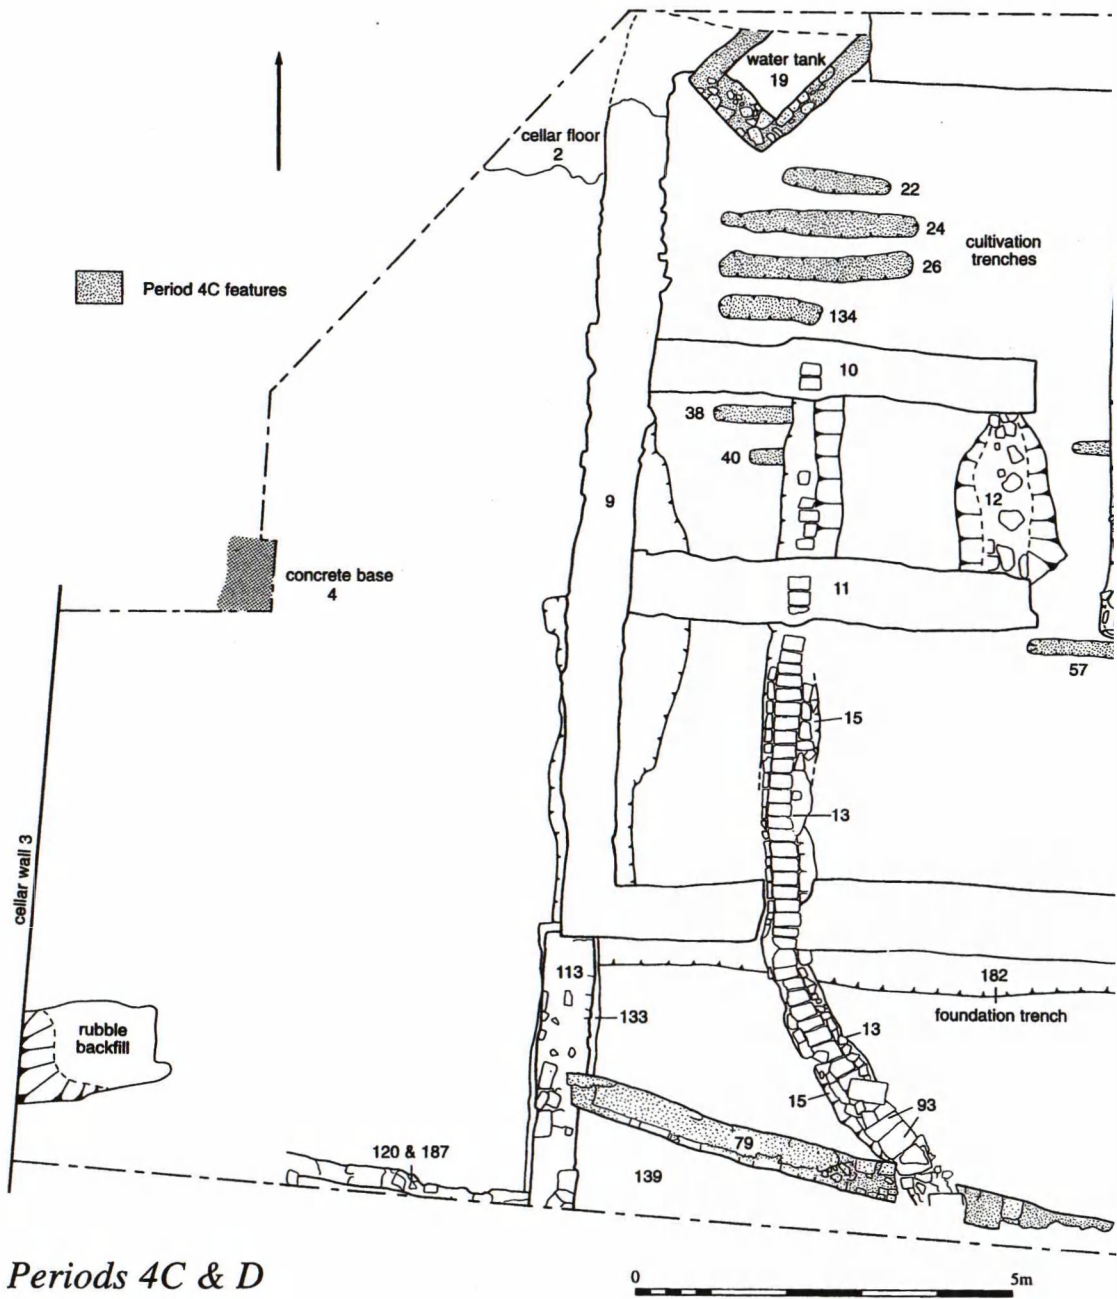 water tank
19
cellar floor
2
22
24
cultivation
trenches
26
Period 4C features
134
10
38
40
12
9
concrete base
4
11
57
15
13
cellar wall 3
113
182
foundation trench
133
13
rubble
backfill
15
93
79
120 & 187
139
Periods 4C & D
0
5m